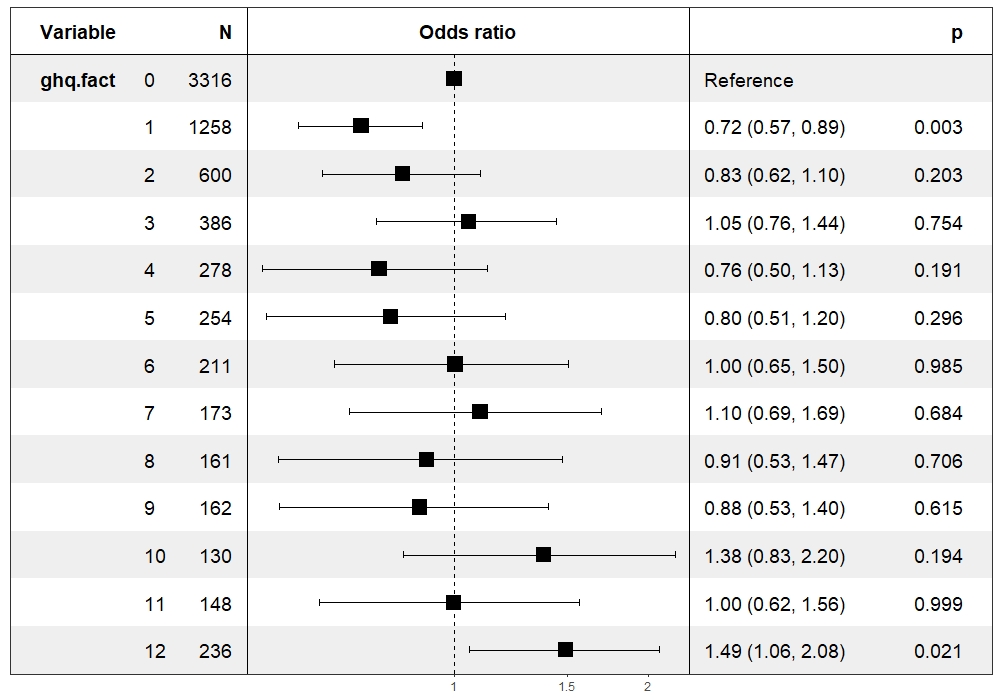 Variable N Odds ratio p
ghq.fact 0 3316 Reference
1 1258 0.72 (0.57, 0.89) 0.003
2 600 0.83 (0.62, 1.10) 0.203
3 386 1.05 (0.76, 1.44) 0.754
4 278 0.76 (0.50, 1.13) 0.191
5 254 0.80 (0.51, 1.20) 0.296
6 211 1.00 (0.65, 1.50) 0.985
7 173 1.10 (0.69, 1.69) 0.684
8 161 0.91 (0.53, 1.47) 0.706
9 162 0.88 (0.53, 1.40) 0.615
10 130 1.38 (0.83, 2.20) 0.194
11 148 1.00 (0.62, 1.56) 0.999
12 236 1.49 (1.06, 2.08) 0.021
1 1.5 2